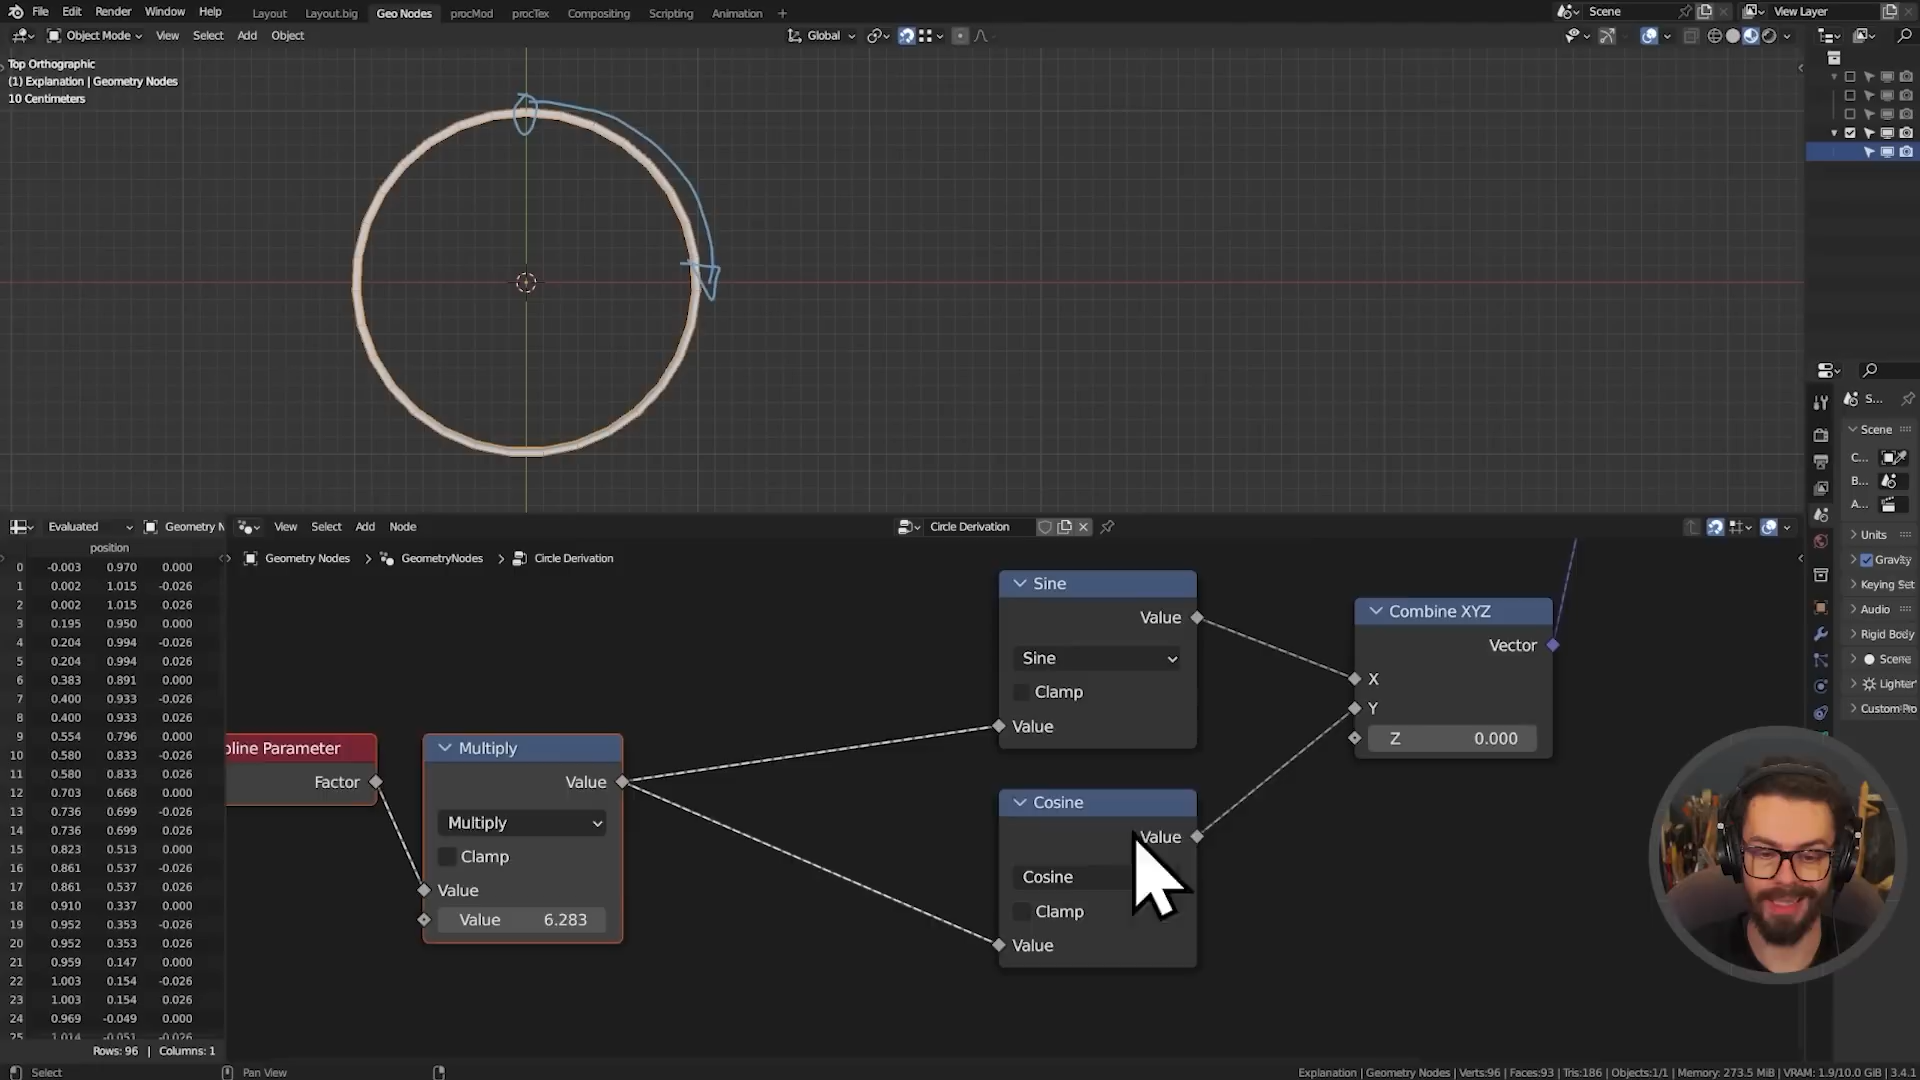 File Edit Render Window Help Layout Layout.big Geo Nodes procMod procTex Compositing Scripting Animation + Scene View Layer
Object Mode View Select Add Object Global
Top Orthographic
(1) Explanation | Geometry Nodes
10 Centimeters
S...
Scene
C...
B...
A...
Units
Gravity
Keying Set
Audio
Rigid Body
Scene
Lighter
Custom Pro
Evaluated Geometry N View Select Add Node Circle Derivation
Geometry Nodes > GeometryNodes > Circle Derivation
position
0 -0.003 0.970 0.000
1 0.002 1.015 -0.026
2 0.002 1.015 0.026
3 0.195 0.950 0.000
4 0.204 0.994 -0.026
5 0.204 0.994 0.026
6 0.383 0.891 0.000
7 0.400 0.933 -0.026
8 0.400 0.933 0.026
9 0.554 0.796 0.000
10 0.580 0.833 -0.026
11 0.580 0.833 0.026
12 0.703 0.668 0.000
13 0.736 0.699 -0.026
14 0.736 0.699 0.026
15 0.823 0.513 0.000
16 0.861 0.537 -0.026
17 0.861 0.537 0.026
18 0.910 0.337 0.000
19 0.952 0.353 -0.026
20 0.952 0.353 0.026
21 0.959 0.147 0.000
22 1.003 0.154 -0.026
23 1.003 0.154 0.026
24 0.969 -0.049 0.000
25 1.014 -0.051 -0.026
Rows: 96 | Columns: 1
pline Parameter
Factor
Multiply
Value
Multiply
Clamp
Value
Value 6.283
Sine
Value
Sine
Clamp
Value
Cosine
Value
Cosine
Clamp
Value
Combine XYZ
Vector
X
Y
Z 0.000
Select Pan View Explanation | Geometry Nodes | Verts:96 | Faces:93 | Tris:186 | Objects:1/1 | Memory: 273.5 MiB | VRAM: 1.9/10.0 GiB | 3.4.1